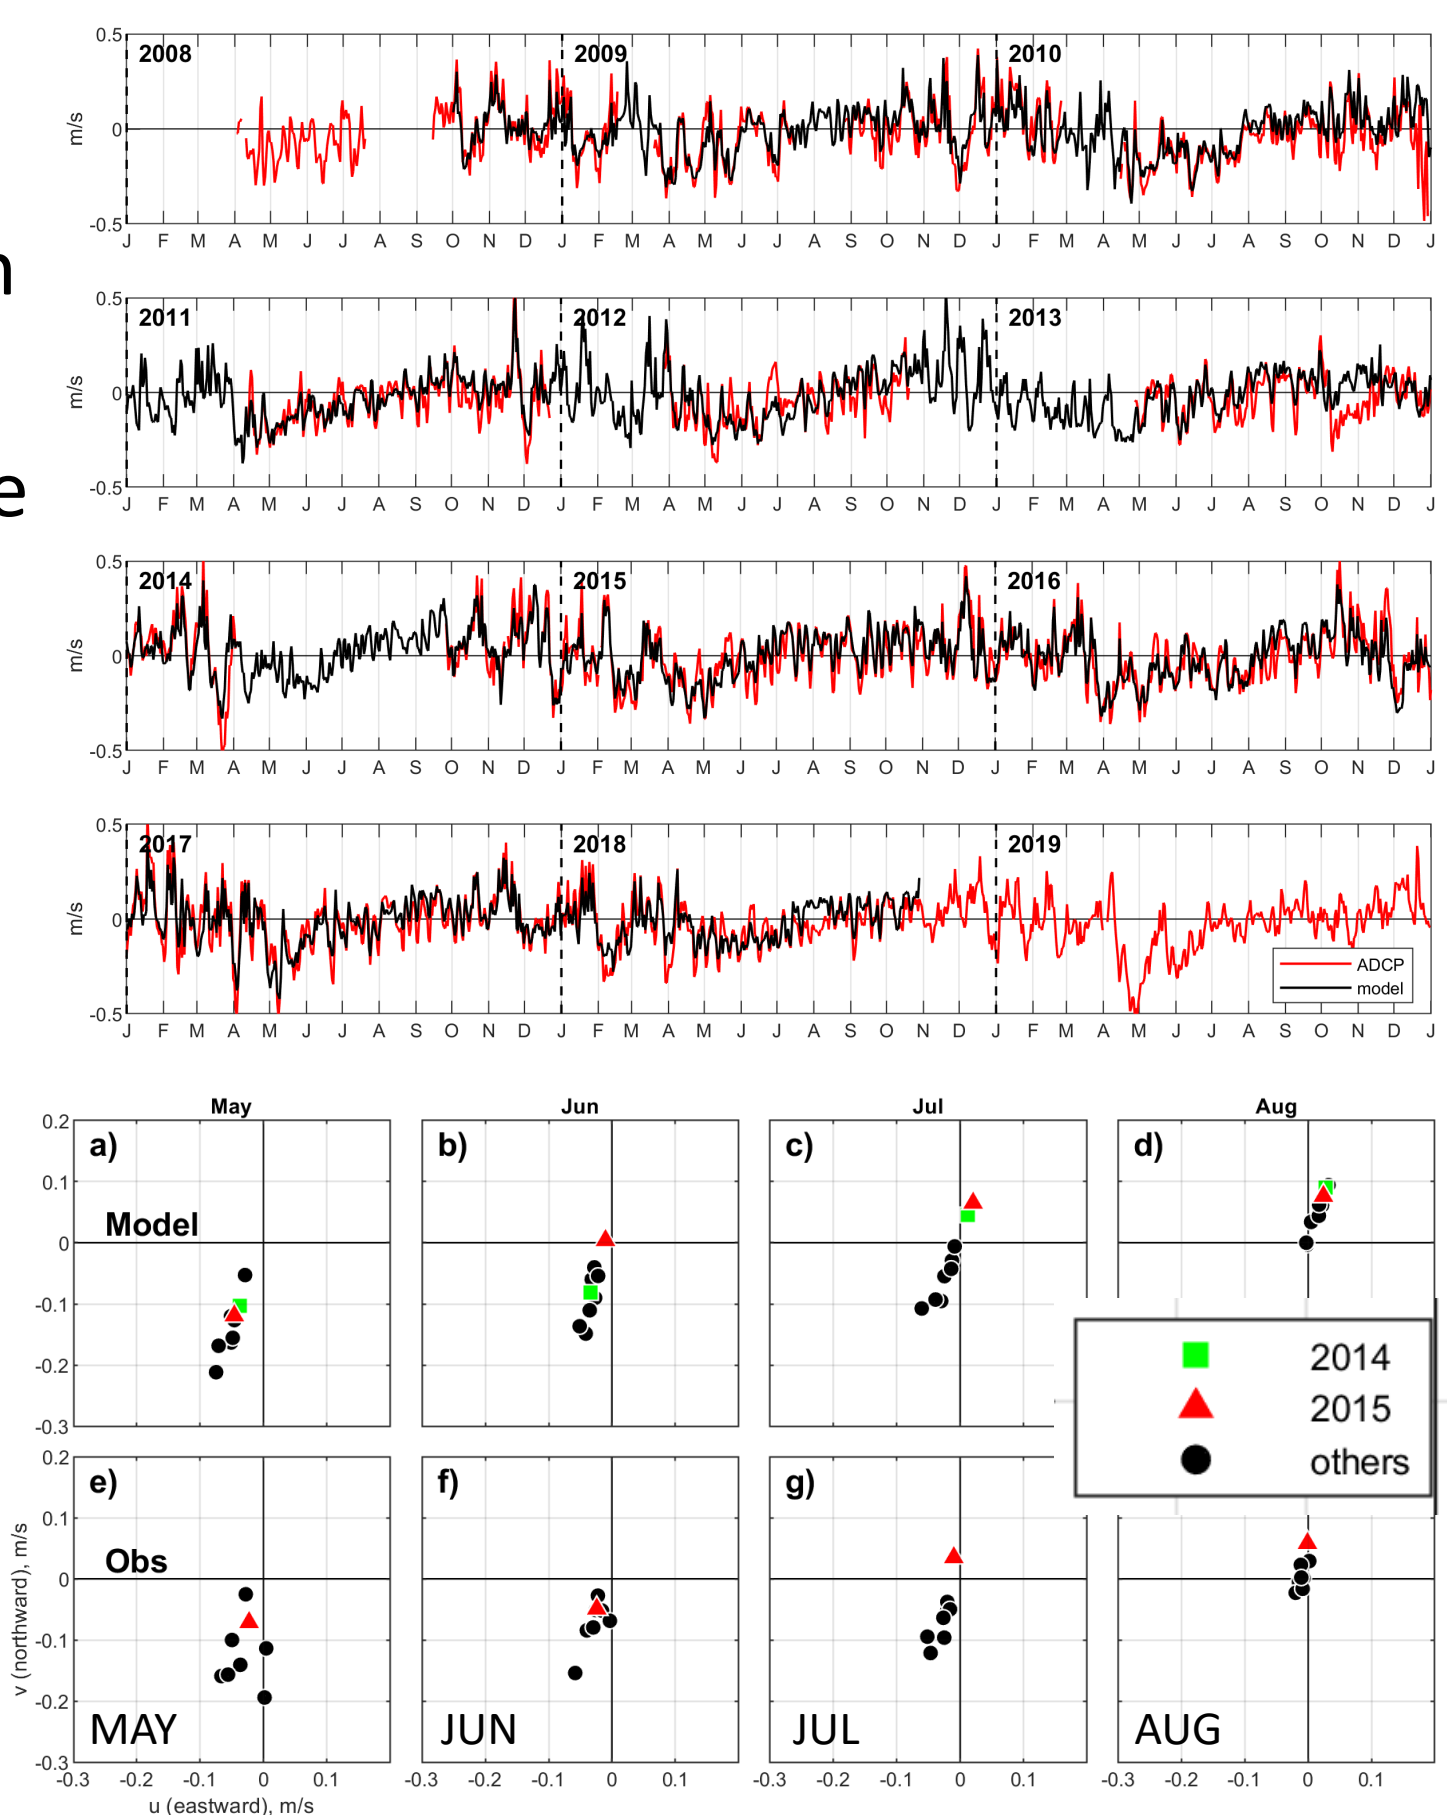 0.5
2008
2009
2010
m/s
0
-0.5
J F M A M J J A S O N D J F M A M J J A S O N D J F M A M J J A S O N D J
n
0.5
2011
2012
2013
m/s
0
-0.5
J F M A M J J A S O N D J F M A M J J A S O N D J F M A M J J A S O N D J
e
0.5
2014
2015
2016
m/s
0
-0.5
J F M A M J J A S O N D J F M A M J J A S O N D J F M A M J J A S O N D J
0.5
2017
2018
2019
m/s
0
-0.5
ADCP
model
J F M A M J J A S O N D J F M A M J J A S O N D J F M A M J J A S O N D J
May
Jun
Jul
Aug
0.2
0.1
0
-0.1
-0.2
-0.3
a)
b)
c)
d)
Model
2014
2015
others
0.2
0.1
0
-0.1
-0.2
-0.3
v (northward), m/s
e)
f)
g)
Obs
MAY
JUN
JUL
AUG
-0.3 -0.2 -0.1 0 0.1
-0.3 -0.2 -0.1 0 0.1
-0.3 -0.2 -0.1 0 0.1
-0.3 -0.2 -0.1 0 0.1
u (eastward), m/s